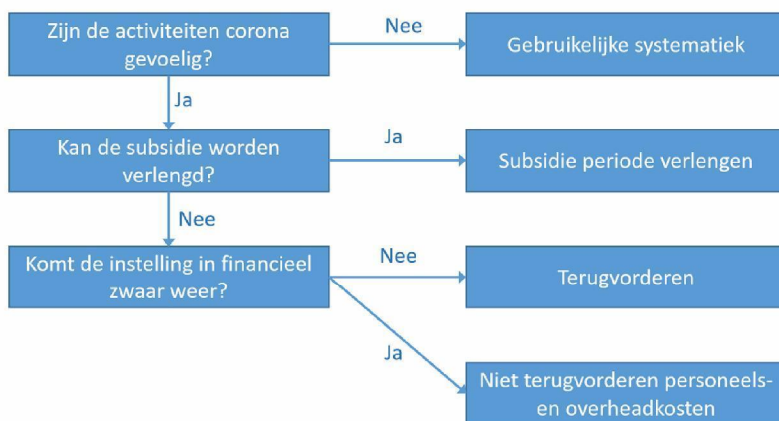 Zijn de activiteiten corona
gevoelig?
Nee
Gebruikelijke systematiek
Ja
Kan de subsidie worden
verlengd?
Ja
Subsidie periode verlengen
Nee
Komt de instelling in financieel
zwaar weer?
Nee
Terugvorderen
Ja
Niet terugvorderen personeels-
en overheadkosten